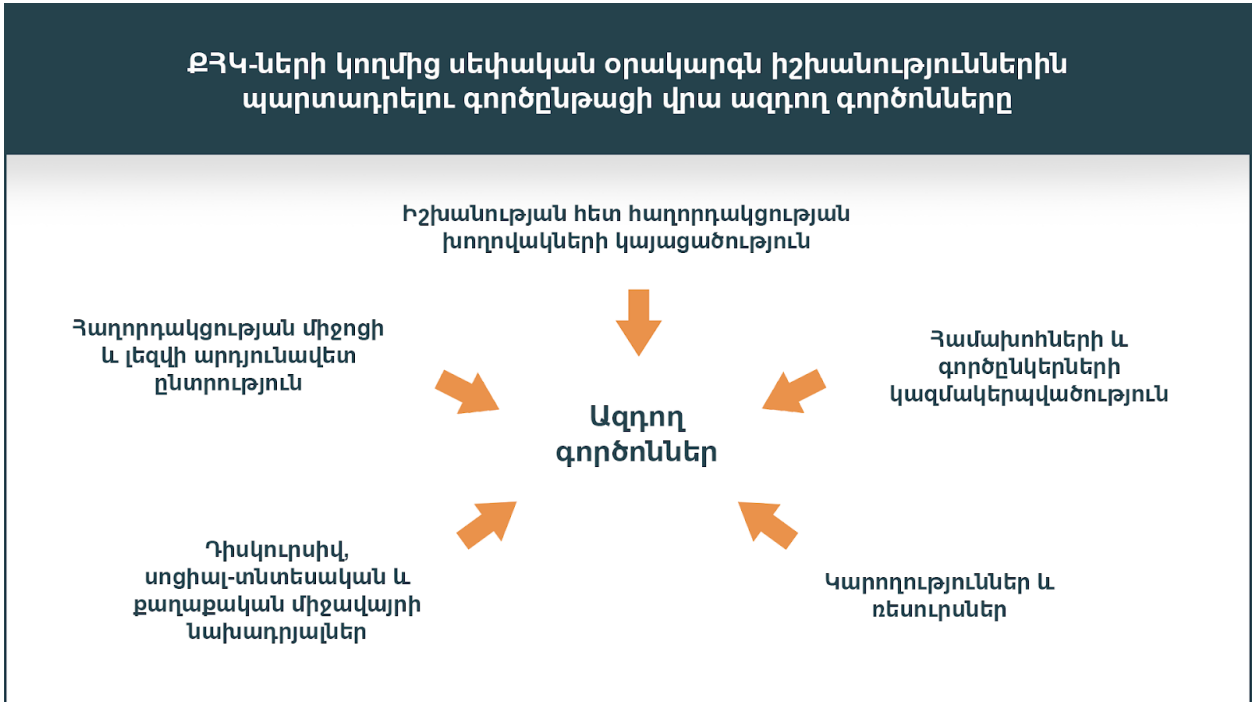 ՔՀԿ-ների կողմից սեփական օրակարգն իշխանություններին
պարտադրելու գործընթացի վրա ազդող գործոնները
Իշխանության հետ հաղորդակցության
խողովակների կայացածություն
Հաղորդակցության միջոցի
և լեզվի արդյունավետ
ընտրություն
Համախոհների և
գործընկերների
կազմակերպվածություն
Ազդող
գործոններ
Դիսկուրսիվ,
սոցիալ-տնտեսական և
քաղաքական միջավայրի
նախադրյալներ
Կարողություններ և
ռեսուրսներ